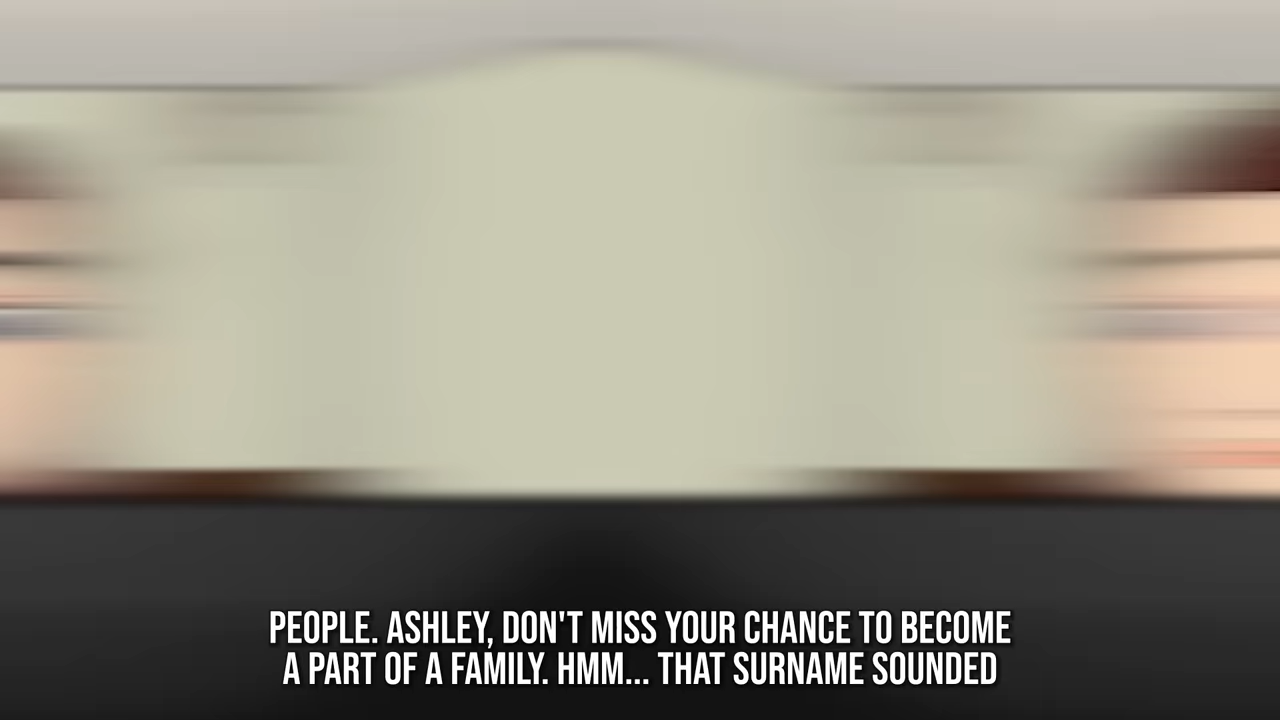 PEOPLE. ASHLEY, DON'T MISS YOUR CHANCE TO BECOME
A PART OF A FAMILY. HMM... THAT SURNAME SOUNDED